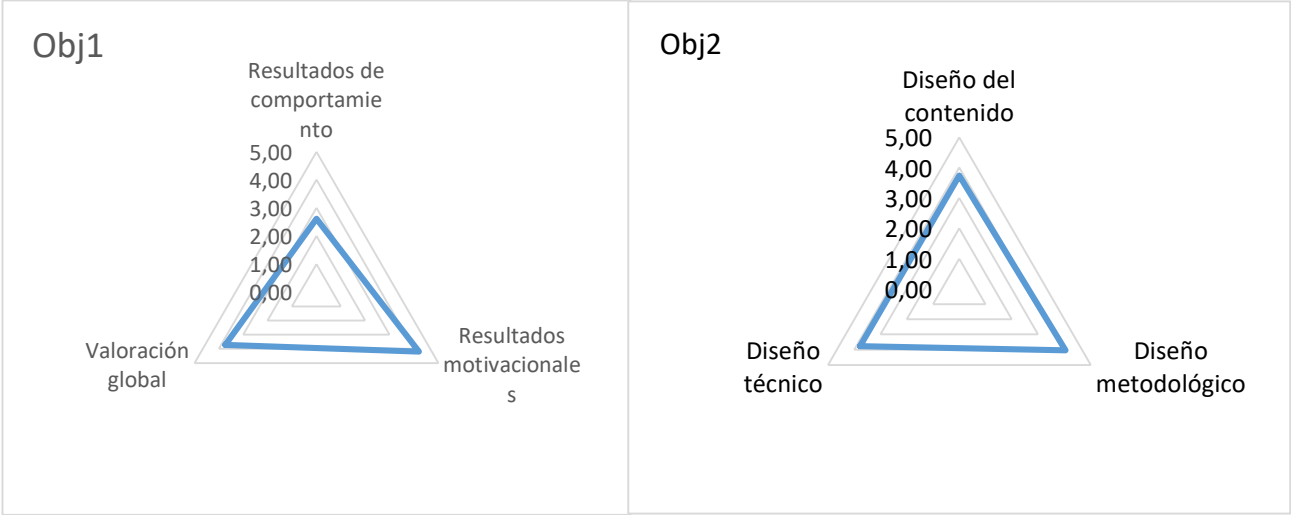 Obj1
Resultados de
comportamie
nto
5,00
4,00
3,00
2,00
1,00
0,00
Valoración
global
Resultados
motivacionale
s
Obj2
Diseño del
contenido
5,00
4,00
3,00
2,00
1,00
0,00
Diseño
técnico
Diseño
metodológico